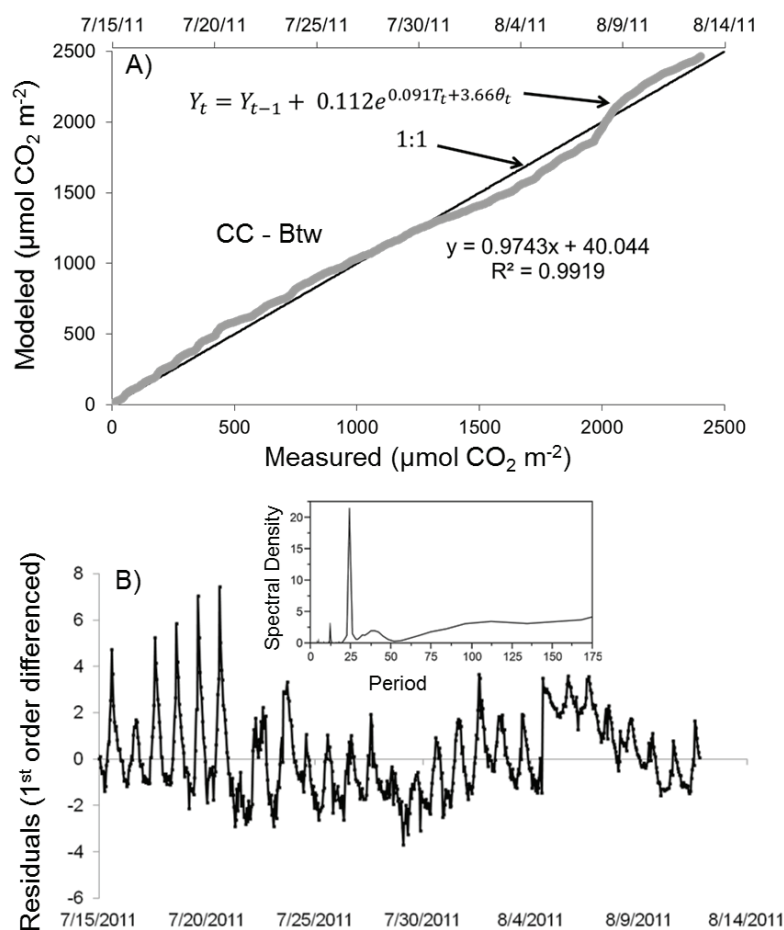 7/15/11 7/20/11 7/25/11 7/30/11 8/4/11 8/9/11 8/14/11
A)
2500
2000
1500
1000
500
0
Modeled (µmol CO₂ m⁻²)
Yₜ = Yₜ₋₁ + 0.112e^{0.091Tₜ+3.66θₜ}
1:1
CC - Btw
y = 0.9743x + 40.044
R² = 0.9919
0 500 1000 1500 2000 2500
Measured (µmol CO₂ m⁻²)
B)
8
6
4
2
0
-2
-4
-6
Residuals (1ˢᵗ order differenced)
20
15
10
5
0
Spectral Density
0 25 50 75 100 125 150 175
Period
7/15/2011 7/20/2011 7/25/2011 7/30/2011 8/4/2011 8/9/2011 8/14/2011